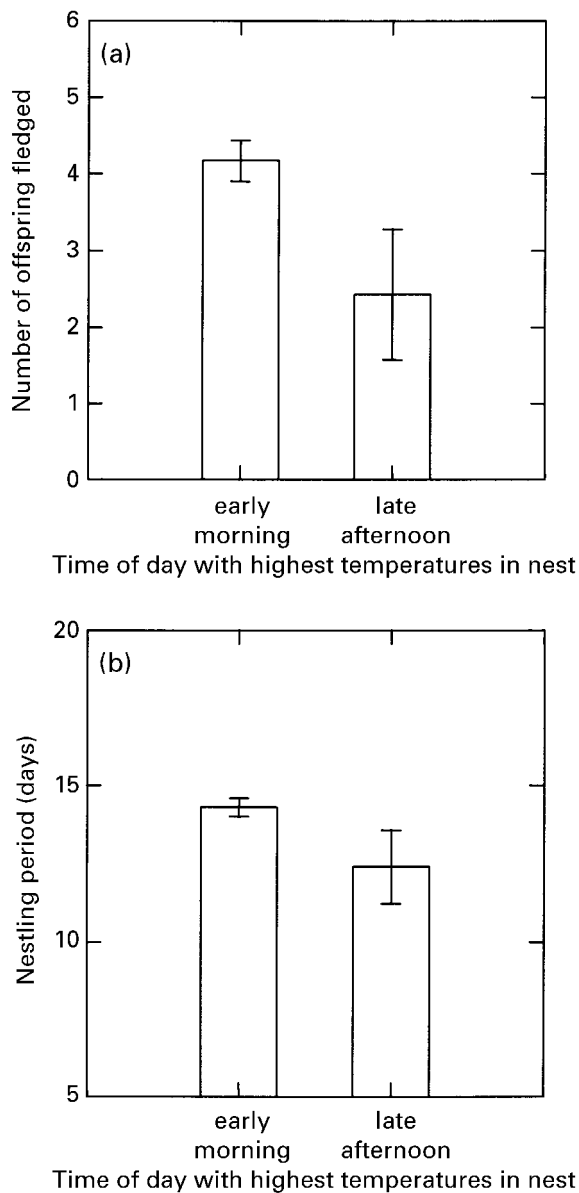 (a)
Number of offspring fledged
6
5
4
3
2
1
0
early
morning
late
afternoon
Time of day with highest temperatures in nest
(b)
Nestling period (days)
20
15
10
5
early
morning
late
afternoon
Time of day with highest temperatures in nest